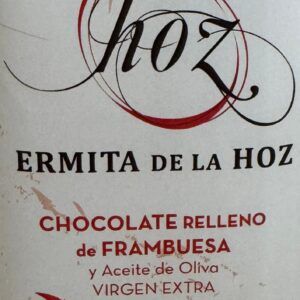 hoz
ERMITA DE LA HOZ
CHOCOLATE RELLENO
de FRAMBUESA
y Aceite de Oliva
VIRGEN EXTRA